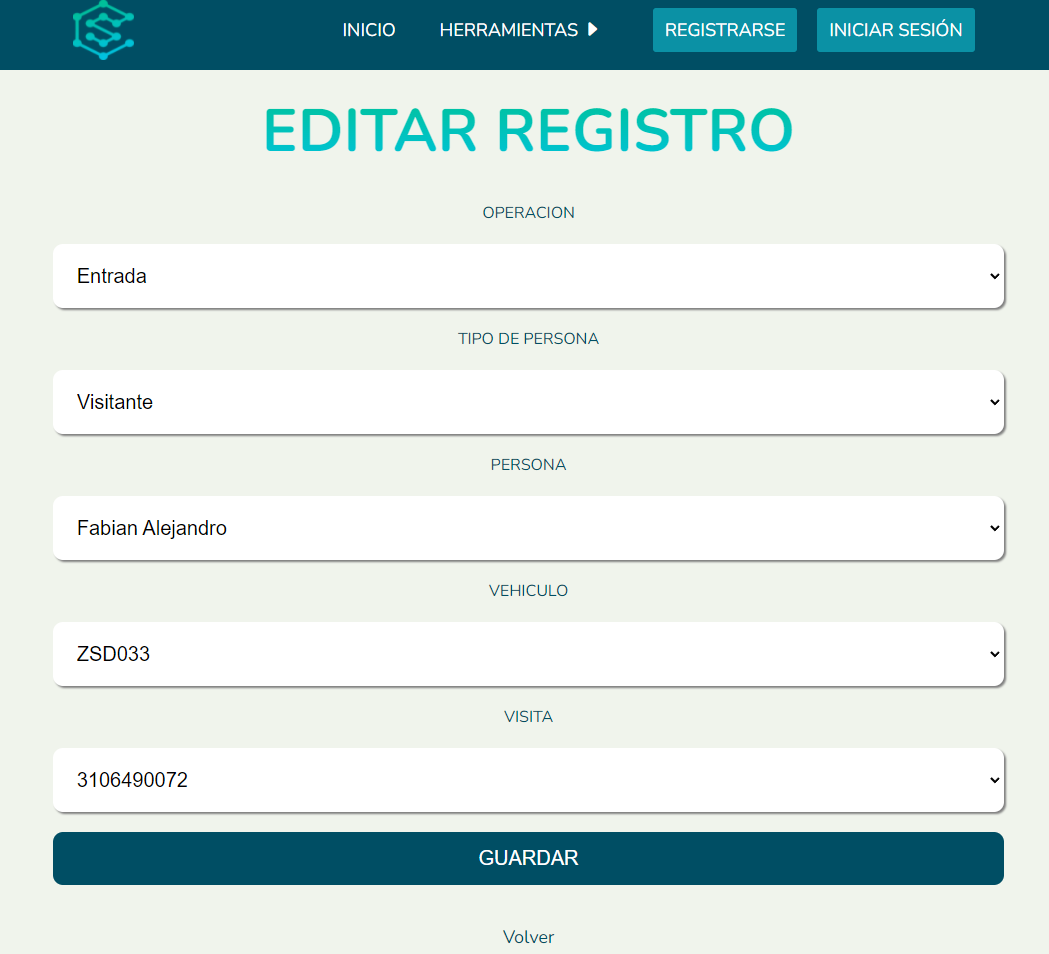 INICIO
HERRAMIENTAS
REGISTRARSE
INICIAR SESIÓN
EDITAR REGISTRO
OPERACION
Entrada
TIPO DE PERSONA
Visitante
PERSONA
Fabian Alejandro
VEHICULO
ZSD033
VISITA
3106490072
GUARDAR
Volver